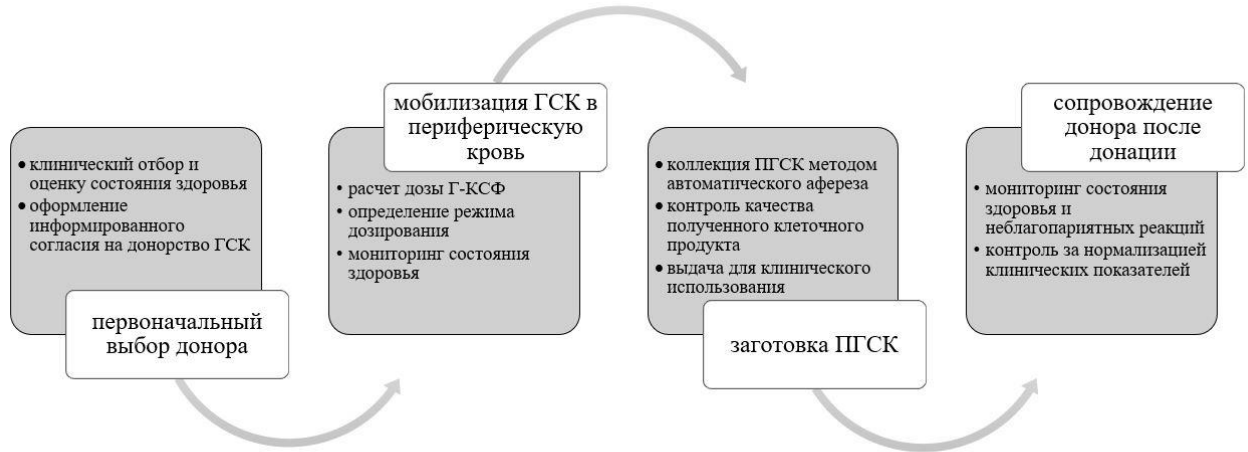 • клинический отбор и
оценку состояния здоровья
• оформление
информированного
согласия на донорство ГСК
первоначальный
выбор донора
мобилизация ГСК в
периферическую
кровь
• расчет дозы Г-КСФ
• определение режима
дозирования
• мониторинг состояния
здоровья
• коллекция ПГСК методом
автоматического афереза
• контроль качества
полученного клеточного
продукта
• выдача для клинического
использования
заготовка ПГСК
сопровождение
донора после
донации
• мониторинг состояния
здоровья и
неблагопариятных реакций
• контроль за нормализацией
клинических показателей